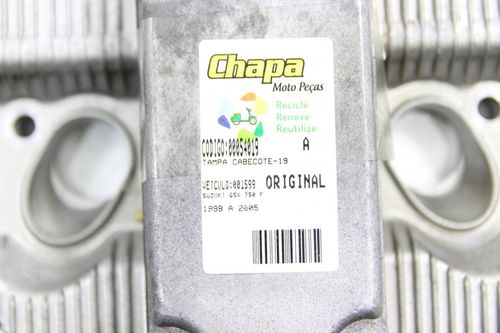 Chapa
Moto Peças
Recicle
Renove
Reutilize
CODIGO:00054019 A
TAMPA CABECOTE-19
VEICULO:001599 ORIGINAL
SUZUKI GSX 750 F
1998 A 2005